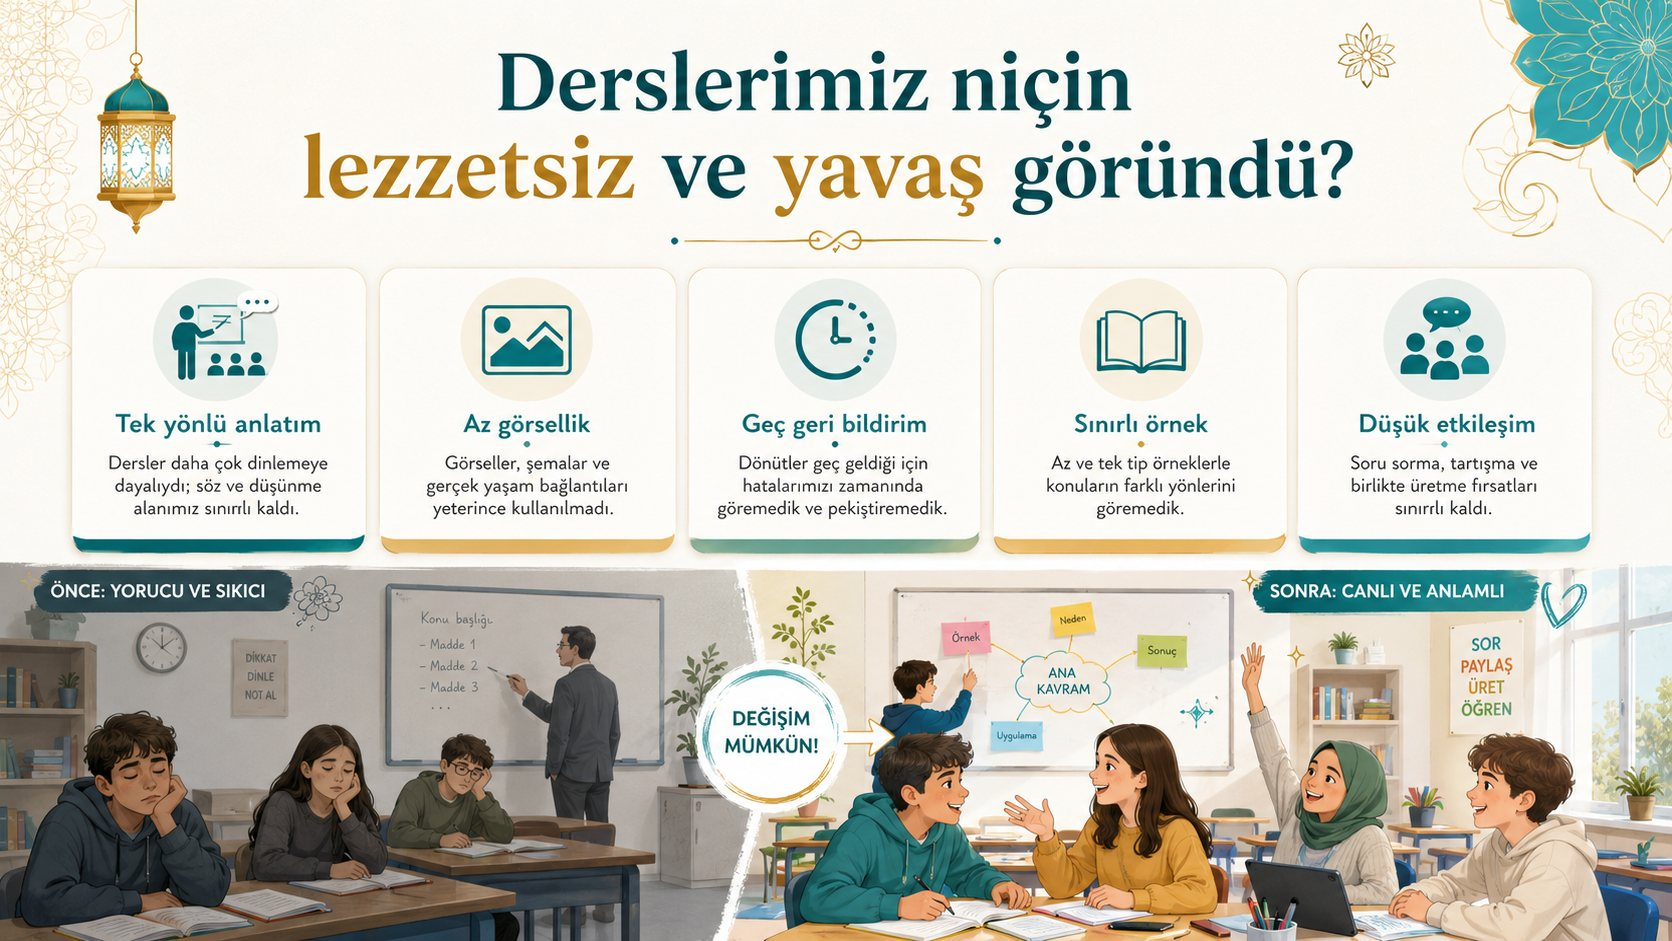 Derslerimiz niçin
lezzetsiz ve yavaş göründü?
Tek yönlü anlatım
Dersler daha çok dinlemeye
dayalıydı; söz ve düşünme
alanımız sınırlı kaldı.
Az görsellik
Görseller, şemalar ve
gerçek yaşam bağlantıları
yeterince kullanılmadı.
Geç geri bildirim
Dönütler geç geldiği için
hatalarımızı zamanında
göremedik ve pekiştiremedik.
Sınırlı örnek
Az ve tek tip örneklerle
konuların farklı yönlerini
göremedik.
Düşük etkileşim
Soru sorma, tartışma ve
birlikte üretme fırsatları
sınırlı kaldı.
ÖNCE: YORUCU VE SIKICI
DİKKAT
DİNLE
NOT AL
Konu başlığı
- Madde 1
- Madde 2
- Madde 3
...
DEĞİŞİM
MÜMKÜN!
SONRA: CANLI VE ANLAMLI
Örnek
Neden
Sonuç
ANA
KAVRAM
Uygulama
SOR
PAYLAŞ
ÜRET
ÖĞREN